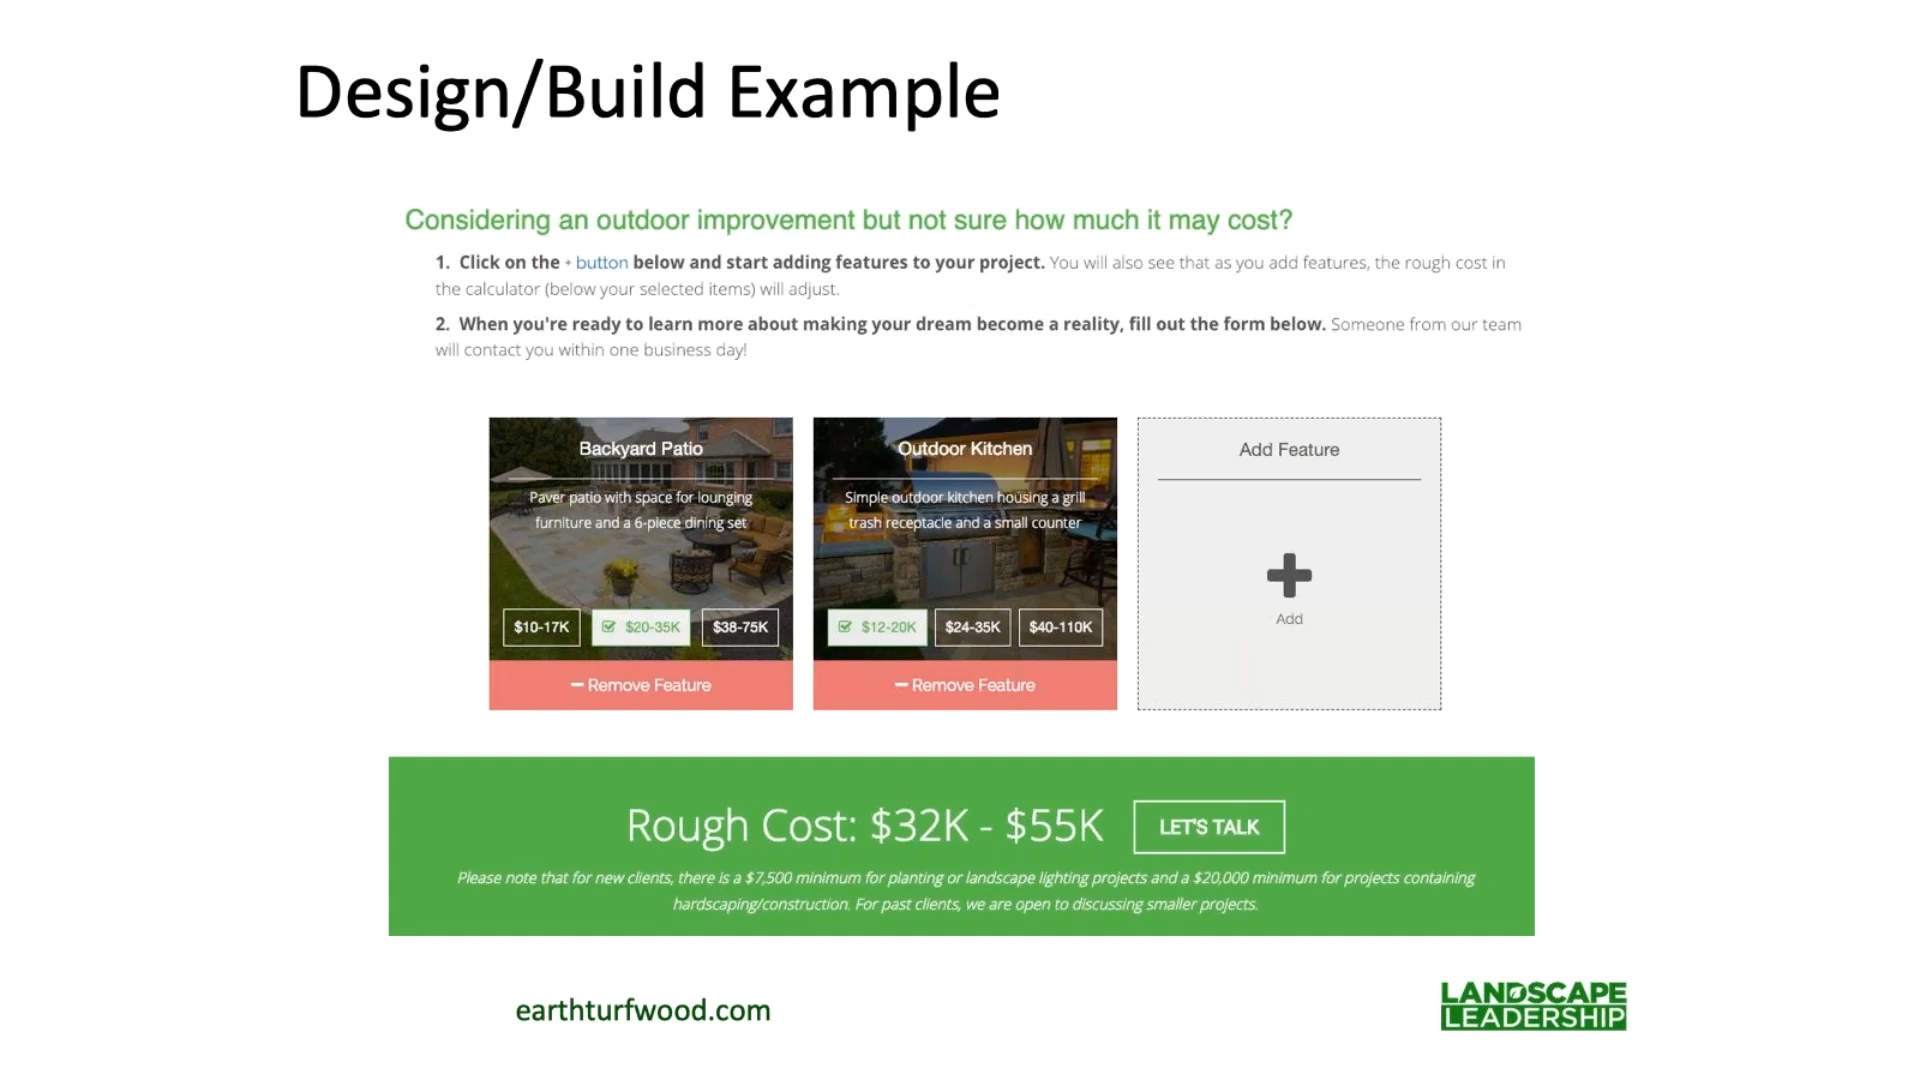 Design/Build Example
Considering an outdoor improvement but not sure how much it may cost?
1. Click on the + button below and start adding features to your project. You will also see that as you add features, the rough cost in
the calculator (below your selected items) will adjust.
2. When you're ready to learn more about making your dream become a reality, fill out the form below. Someone from our team
will contact you within one business day!
Backyard Patio
Paver patio with space for lounging
furniture and a 6-piece dining set
$10-17K $20-35K $38-75K
Remove Feature
Outdoor Kitchen
Simple outdoor kitchen housing a grill
trash receptacle and a small counter
$12-20K $24-35K $40-110K
Remove Feature
Add Feature
Add
Rough Cost: $32K - $55K LET'S TALK
Please note that for new clients, there is a $7,500 minimum for planting or landscape lighting projects and a $20,000 minimum for projects containing
hardscaping/construction. For past clients, we are open to discussing smaller projects.
earthturfwood.com
LANDSCAPE
LEADERSHIP